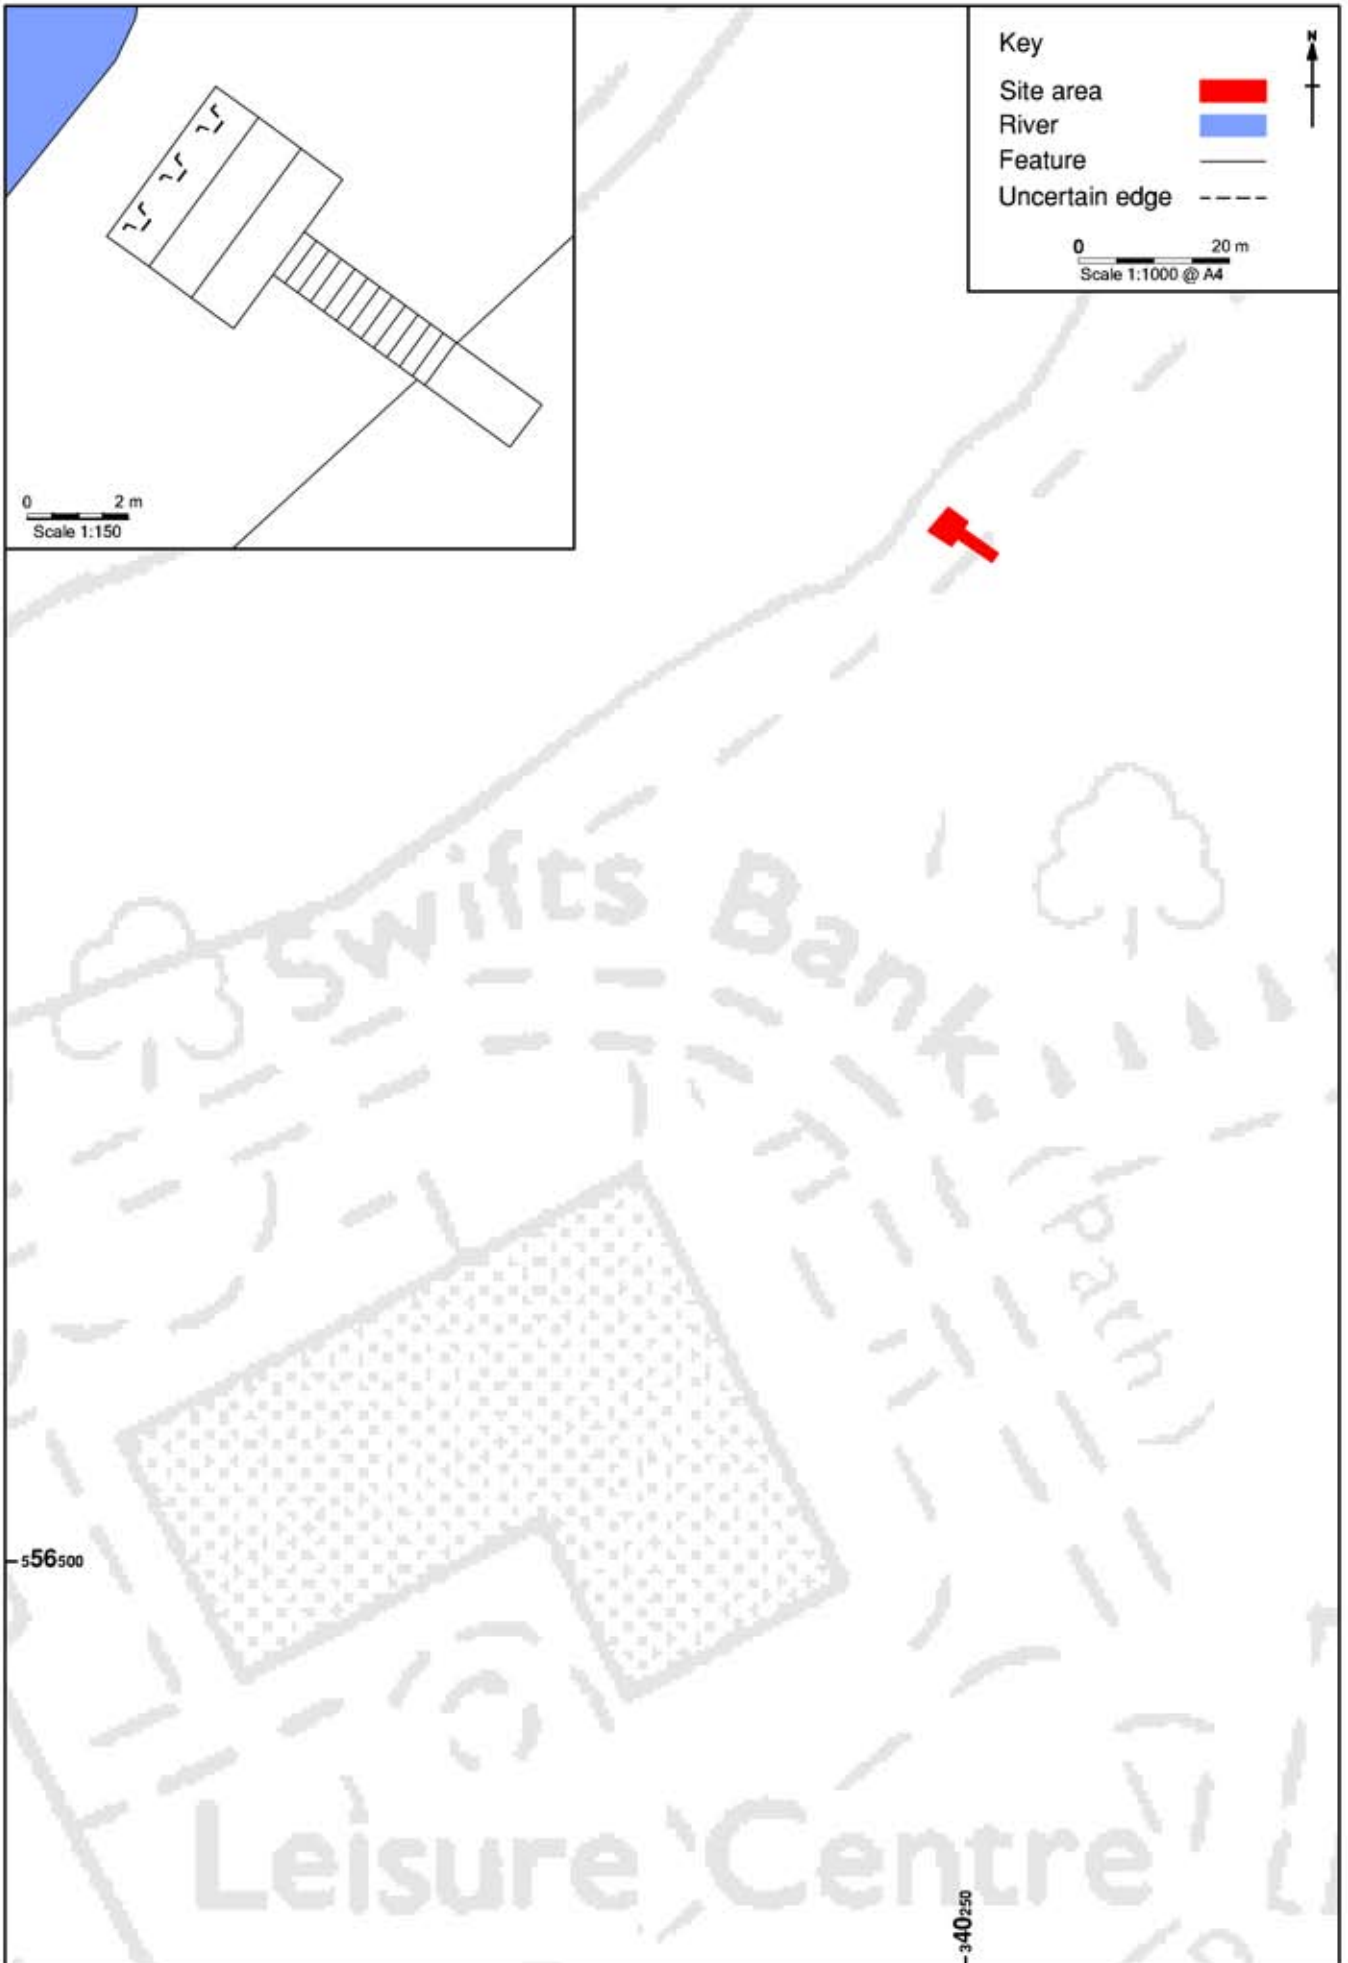 Key
N
Site area
River
Feature
Uncertain edge
0 20 m
Scale 1:1000 @ A4
0 2 m
Scale 1:150
Swifts Bank
(path)
556500
Leisure Centre
340250